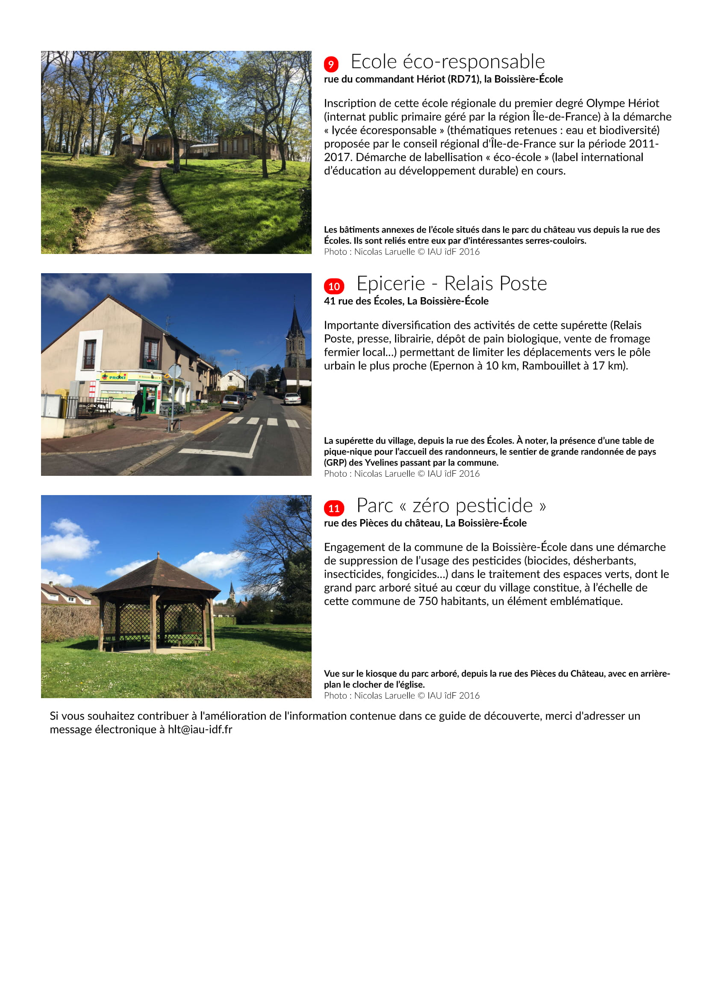 9 Ecole éco-responsable
rue du commandant Hériot (RD71), la Boissière-École
Inscription de cette école régionale du premier degré Olympe Hériot
(internat public primaire géré par la région Île-de-France) à la démarche
« lycée écoresponsable » (thématiques retenues : eau et biodiversité)
proposée par le conseil régional d'Île-de-France sur la période 2011-
2017. Démarche de labellisation « éco-école » (label international
d’éducation au développement durable) en cours.
Les bâtiments annexes de l’école situés dans le parc du château vus depuis la rue des
Écoles. Ils sont reliés entre eux par d'intéressantes serres-couloirs.
Photo : Nicolas Laruelle © IAU îdF 2016
PROXI
10 Epicerie - Relais Poste
41 rue des Écoles, La Boissière-École
Importante diversification des activités de cette supérette (Relais
Poste, presse, librairie, dépôt de pain biologique, vente de fromage
fermier local...) permettant de limiter les déplacements vers le pôle
urbain le plus proche (Epernon à 10 km, Rambouillet à 17 km).
La supérette du village, depuis la rue des Écoles. À noter, la présence d’une table de
pique-nique pour l’accueil des randonneurs, le sentier de grande randonnée de pays
(GRP) des Yvelines passant par la commune.
Photo : Nicolas Laruelle © IAU îdF 2016
11 Parc « zéro pesticide »
rue des Pièces du château, La Boissière-École
Engagement de la commune de la Boissière-École dans une démarche
de suppression de l’usage des pesticides (biocides, désherbants,
insecticides, fongicides...) dans le traitement des espaces verts, dont le
grand parc arboré situé au cœur du village constitue, à l’échelle de
cette commune de 750 habitants, un élément emblématique.
Vue sur le kiosque du parc arboré, depuis la rue des Pièces du Château, avec en arrière-
plan le clocher de l’église.
Photo : Nicolas Laruelle © IAU îdF 2016
Si vous souhaitez contribuer à l'amélioration de l'information contenue dans ce guide de découverte, merci d'adresser un
message électronique à hlt@iau-idf.fr